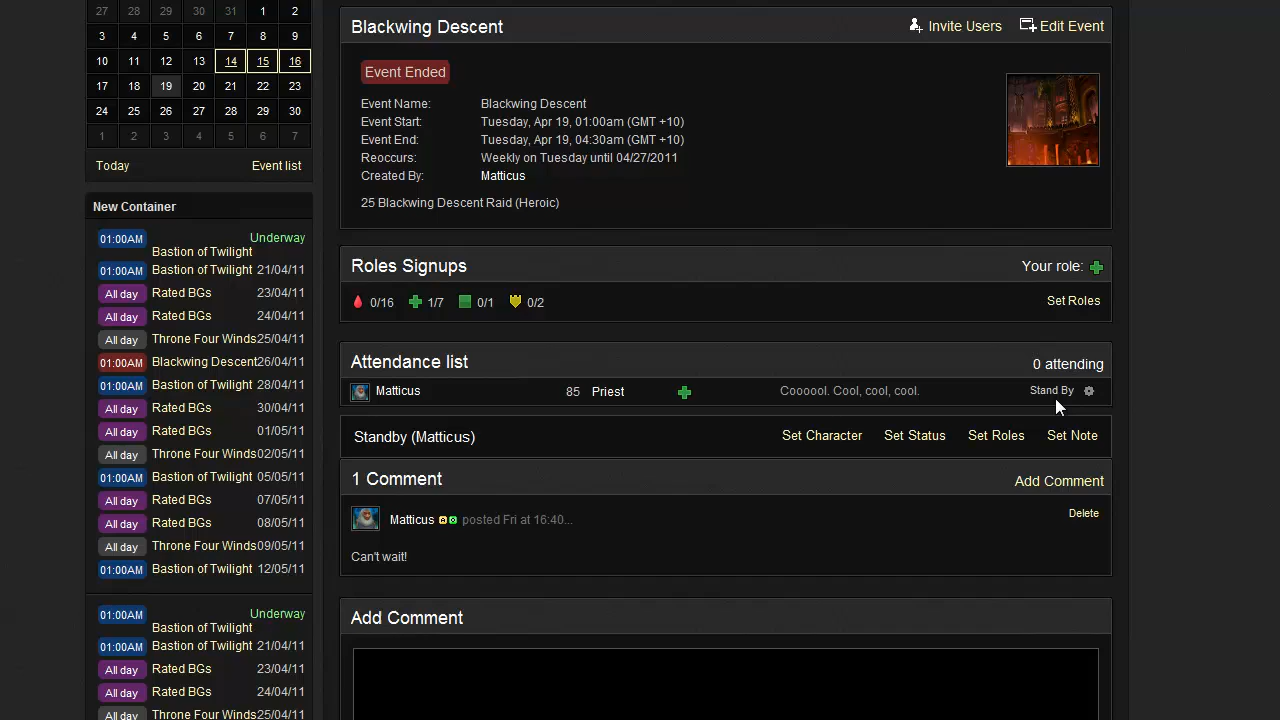 27 28 29 30 31 1 2
3 4 5 6 7 8 9
10 11 12 13 14 15 16
17 18 19 20 21 22 23
24 25 26 27 28 29 30
1 2 3 4 5 6 7
Today Event list
New Container
01:00AM Underway
Bastion of Twilight
01:00AM Bastion of Twilight 21/04/11
All day Rated BGs 23/04/11
All day Rated BGs 24/04/11
All day Throne Four Winds 25/04/11
01:00AM Blackwing Descent 26/04/11
01:00AM Bastion of Twilight 28/04/11
All day Rated BGs 30/04/11
All day Rated BGs 01/05/11
All day Throne Four Winds 02/05/11
01:00AM Bastion of Twilight 05/05/11
All day Rated BGs 07/05/11
All day Rated BGs 08/05/11
All day Throne Four Winds 09/05/11
01:00AM Bastion of Twilight 12/05/11
01:00AM Underway
Bastion of Twilight
01:00AM Bastion of Twilight 21/04/11
All day Rated BGs 23/04/11
All day Rated BGs 24/04/11
All day Throne Four Winds 25/04/11
Blackwing Descent Invite Users Edit Event
Event Ended
Event Name: Blackwing Descent
Event Start: Tuesday, Apr 19, 01:00am (GMT +10)
Event End: Tuesday, Apr 19, 04:30am (GMT +10)
Reoccurs: Weekly on Tuesday until 04/27/2011
Created By: Matticus
25 Blackwing Descent Raid (Heroic)
Roles Signups Your role:
0/16 1/7 0/1 0/2 Set Roles
Attendance list 0 attending
Matticus 85 Priest Coooool. Cool, cool, cool. Stand By
Standby (Matticus) Set Character Set Status Set Roles Set Note
1 Comment Add Comment
Matticus posted Fri at 16:40... Delete
Can't wait!
Add Comment